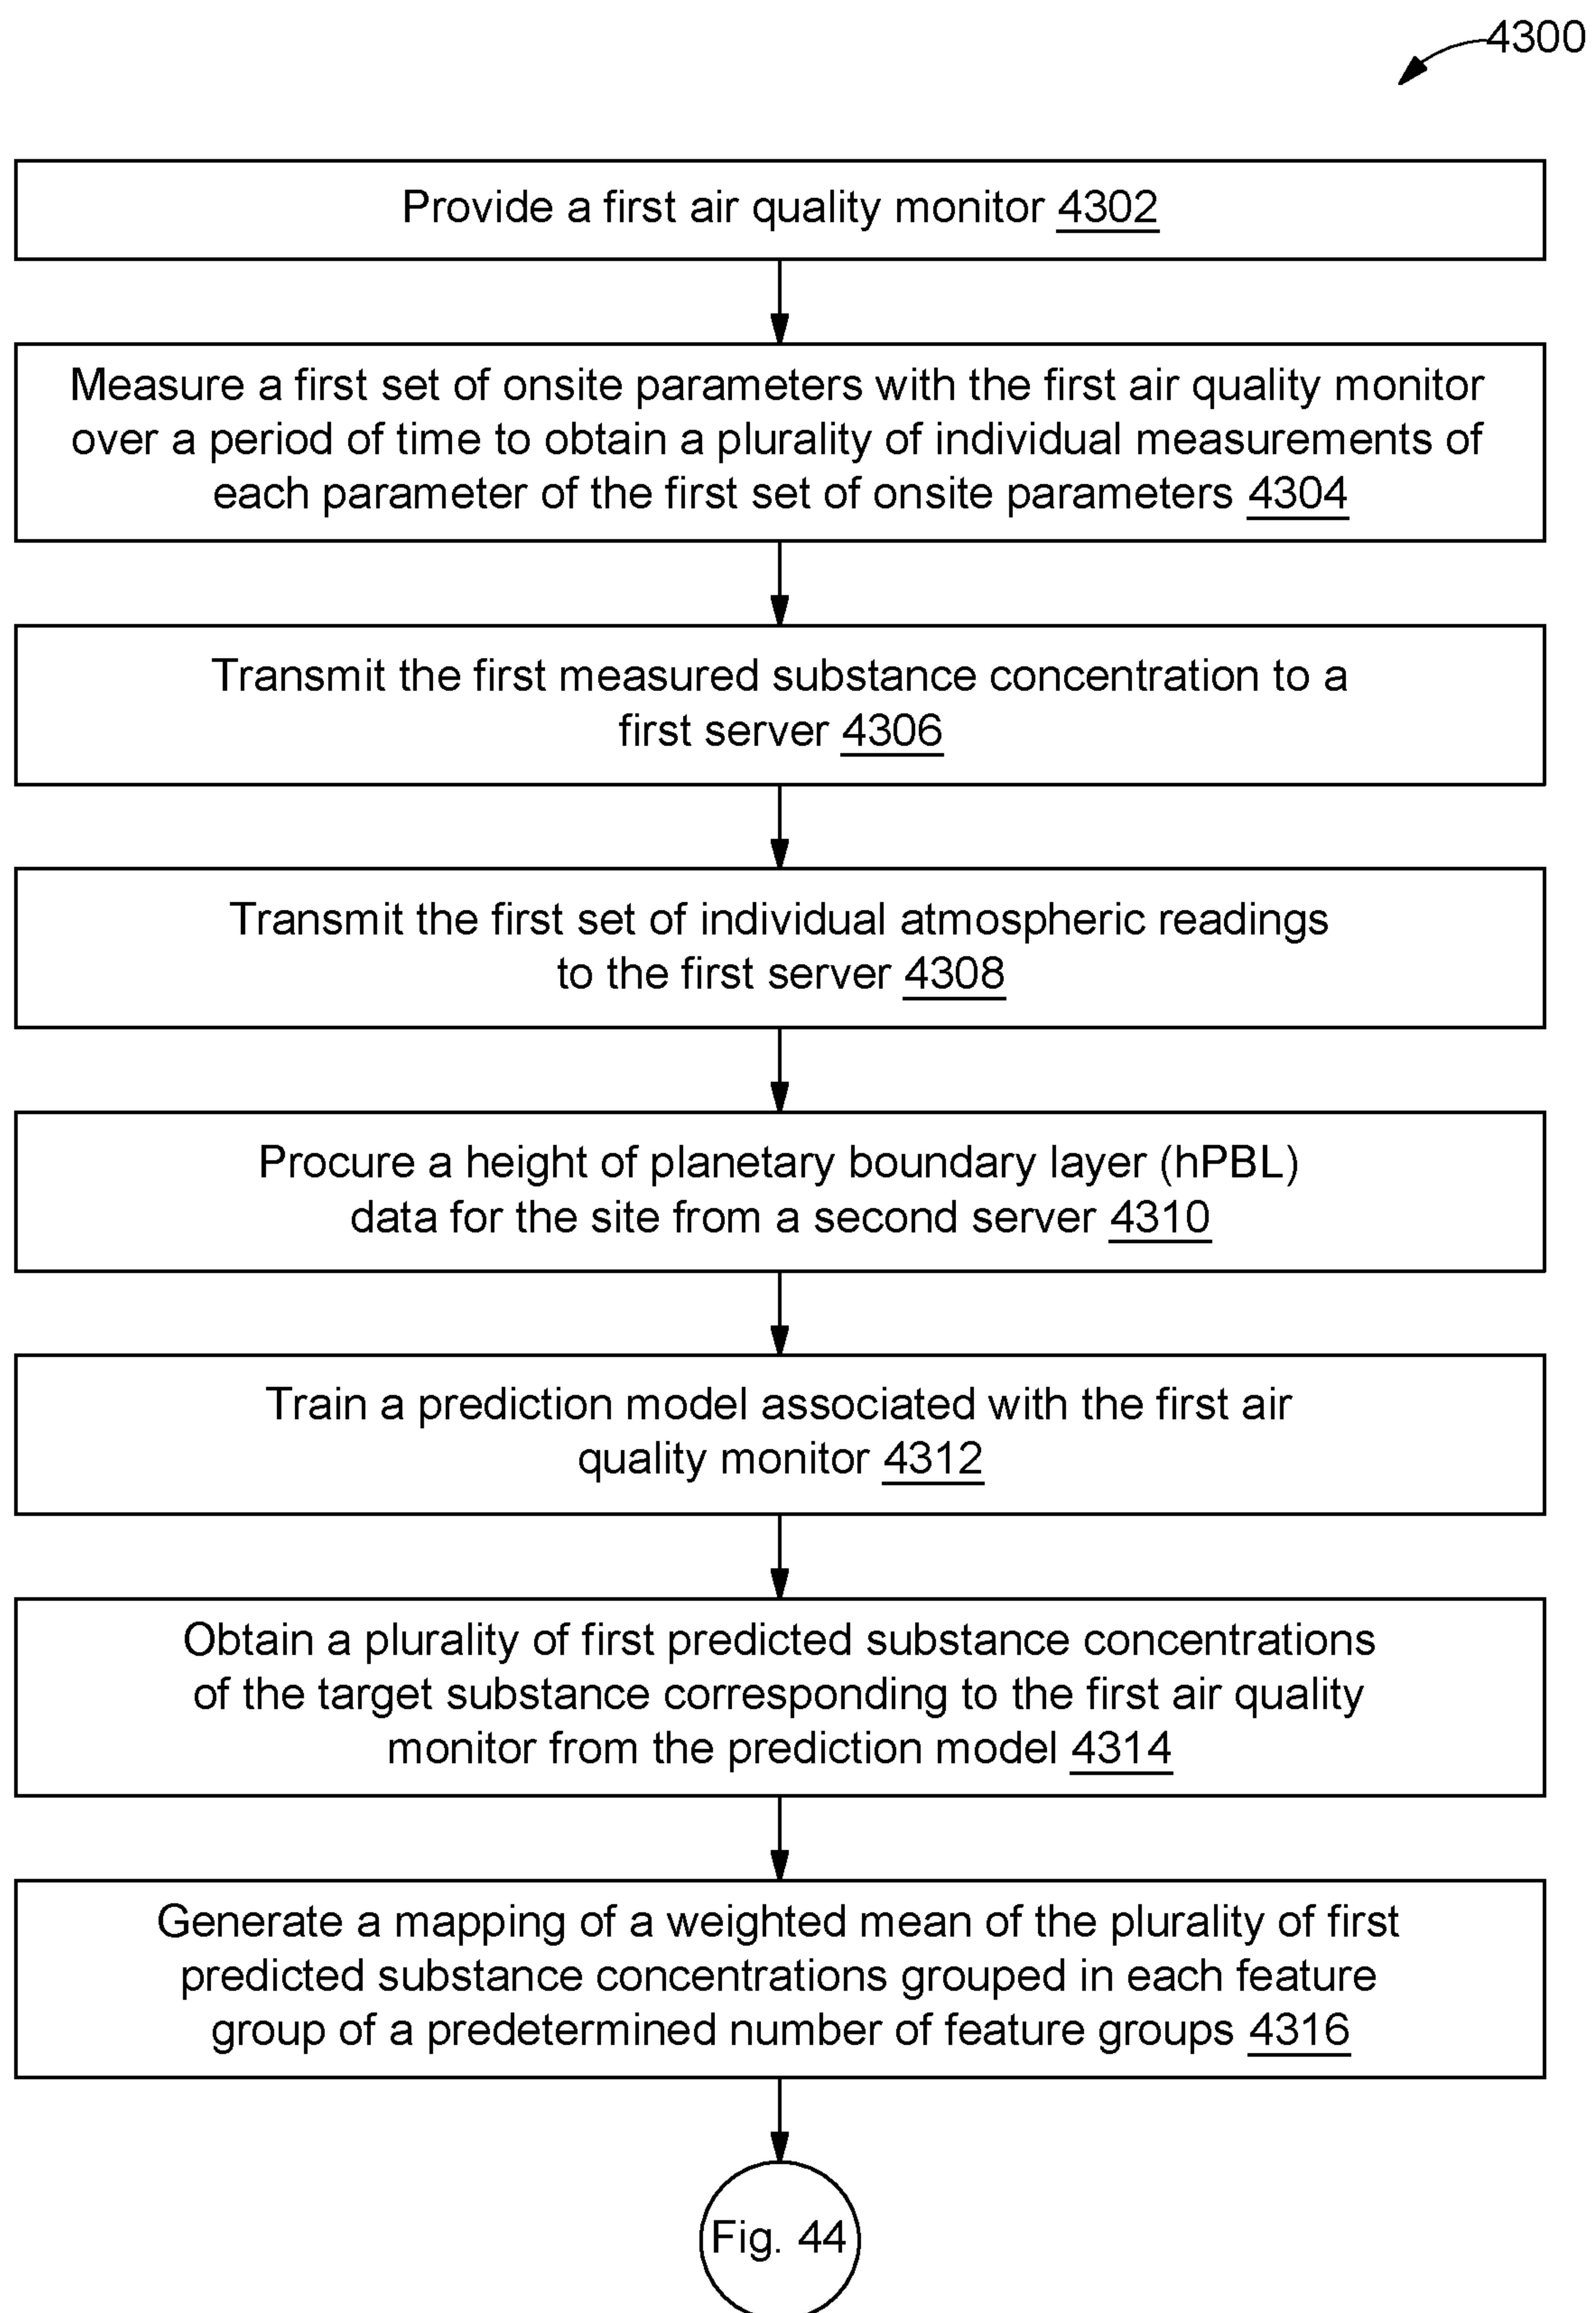 4300
Provide a first air quality monitor 4302
Measure a first set of onsite parameters with the first air quality monitor
over a period of time to obtain a plurality of individual measurements of
each parameter of the first set of onsite parameters 4304
Transmit the first measured substance concentration to a
first server 4306
Transmit the first set of individual atmospheric readings
to the first server 4308
Procure a height of planetary boundary layer (hPBL)
data for the site from a second server 4310
Train a prediction model associated with the first air
quality monitor 4312
Obtain a plurality of first predicted substance concentrations
of the target substance corresponding to the first air quality
monitor from the prediction model 4314
Generate a mapping of a weighted mean of the plurality of first
predicted substance concentrations grouped in each feature
group of a predetermined number of feature groups 4316
Fig. 44